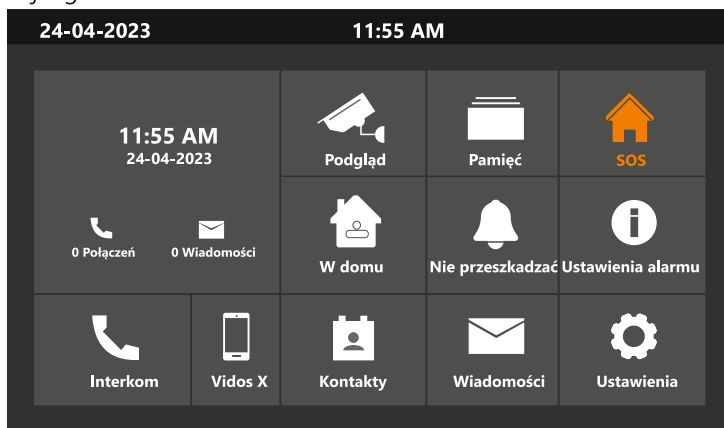 24-04-2023 11:55 AM
11:55 AM
24-04-2023
0 Połączeń 0 Wiadomości
Podgląd Pamięć SOS
W domu Nie przeszkadzać Ustawienia alarmu
Interkom Vidos X Kontakty Wiadomości Ustawienia